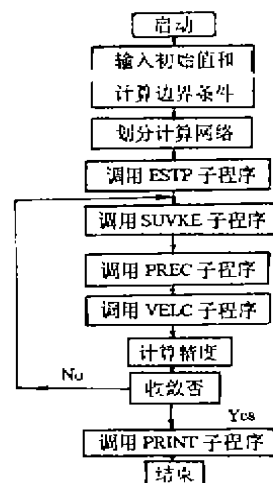 启动
输入初始值和
计算边界条件
划分计算网络
调用 ESTP 子程序
调用 SUVKE 子程序
调用 PREC 子程序
调用 VELC 子程序
计算精度
收敛否
No
Yes
调用 PRINT 子程序
结束